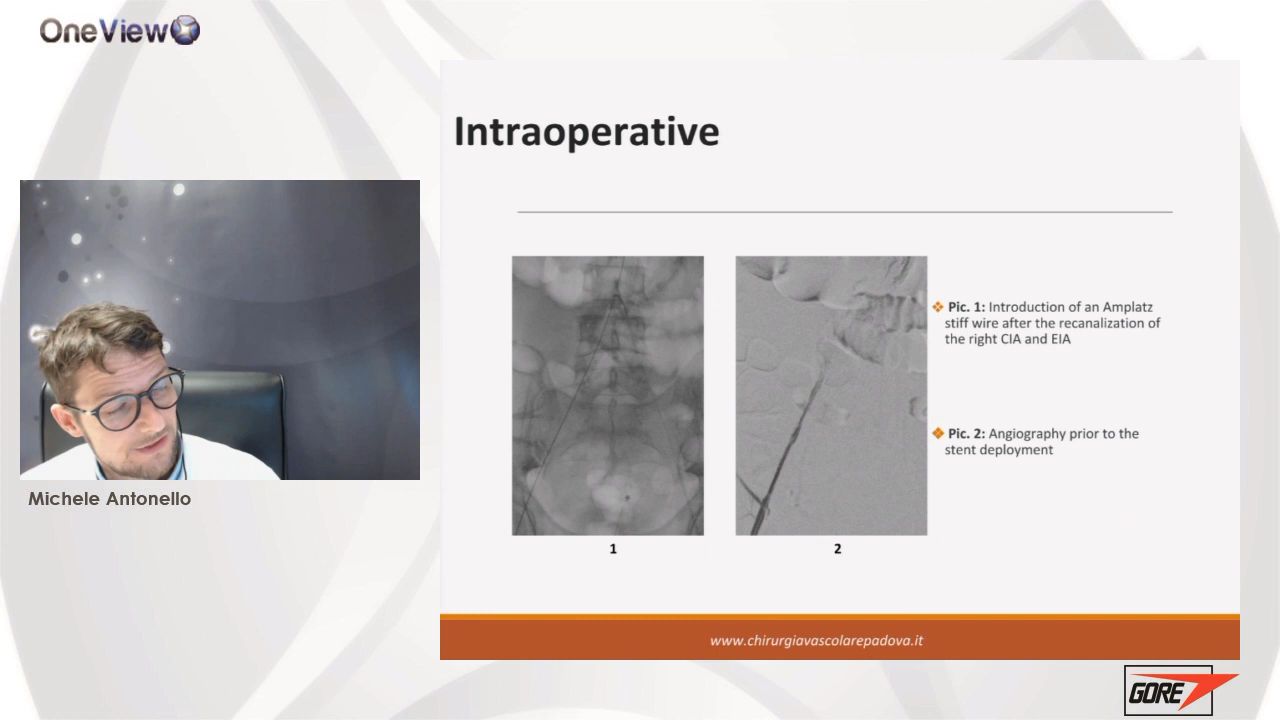 OneView
Intraoperative
Pic. 1: Introduction of an Amplatz
stiff wire after the recanalization of
the right CIA and EIA
Pic. 2: Angiography prior to the
stent deployment
1
2
Michele Antonello
www.chirurgiavascolarepadova.it
GORE